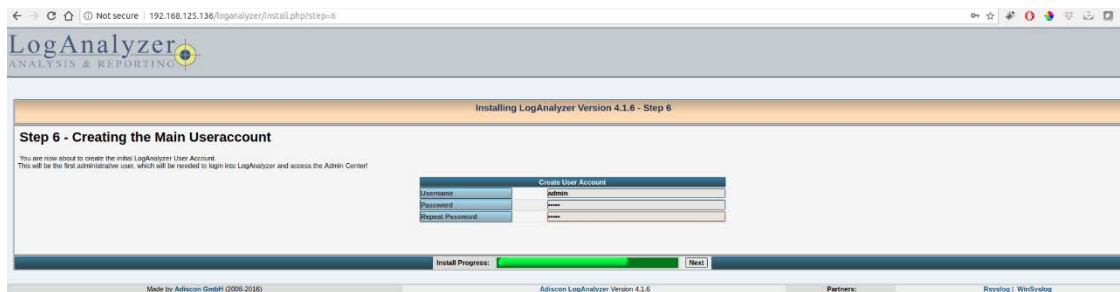 Not secure | 192.168.125.136/loganalyzer/install.php?step=6
LogAnalyzer
ANALYSIS & REPORTING
Installing LogAnalyzer Version 4.1.6 - Step 6
Step 6 - Creating the Main Useraccount
You are now about to create the initial LogAnalyzer User Account.
This will be the first administrative user, which will be needed to login into LogAnalyzer and access the Admin Center!
Create User Account
Username admin
Password •••••
Repeat Password •••••
Install Progress: Next
Made by Adiscon GmbH (2008-2016) Adiscon LogAnalyzer Version 4.1.6 Partners: Rsyslog | WinSyslog